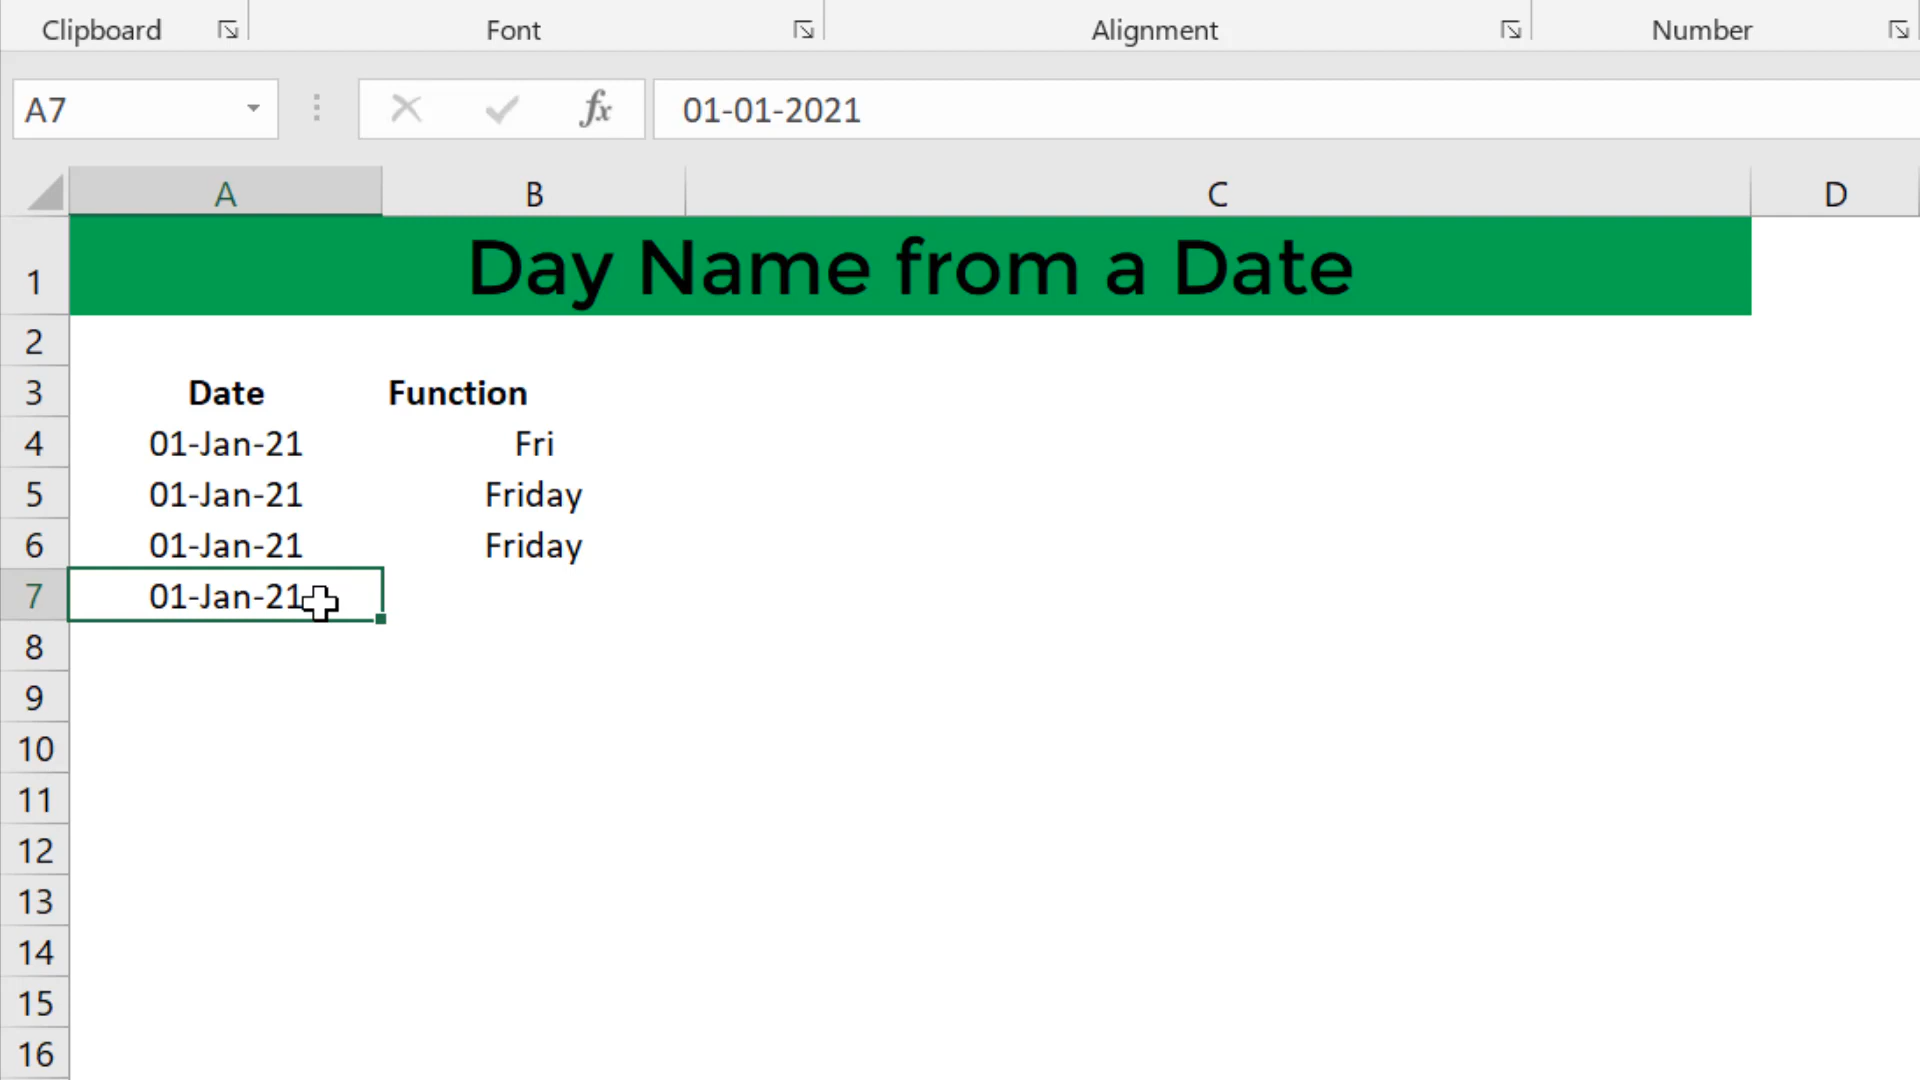 Clipboard Font Alignment Number
A7 fx 01-01-2021
A B C D
1 Day Name from a Date
2
3 Date Function
4 01-Jan-21 Fri
5 01-Jan-21 Friday
6 01-Jan-21 Friday
7 01-Jan-21
8
9
10
11
12
13
14
15
16